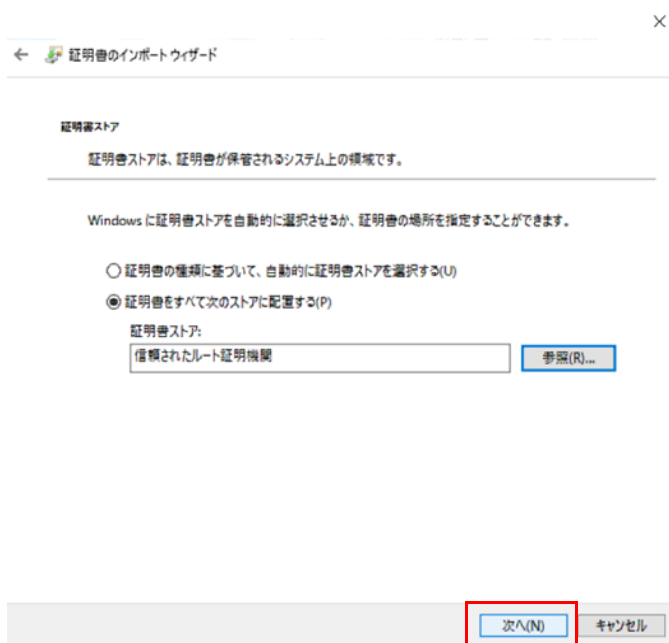 証明書のインポート ウィザード
証明書ストア
証明書ストアは、証明書が保管されるシステム上の領域です。
Windows に証明書ストアを自動的に選択させるか、証明書の場所を指定することができます。
証明書の種類に基づいて、自動的に証明書ストアを選択する(U)
証明書をすべて次のストアに配置する(P)
証明書ストア:
信頼されたルート証明機関
参照(R)...
次へ(N)
キャンセル